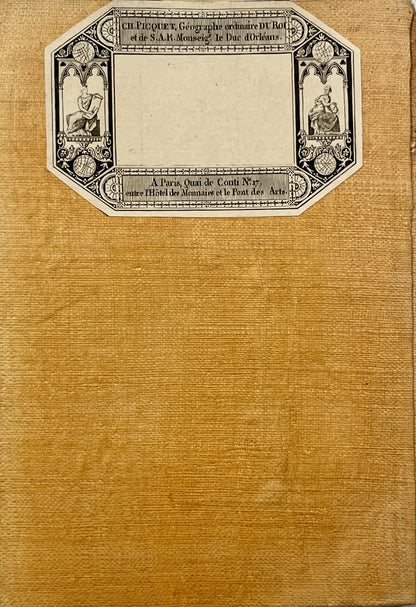 CH. PICQUET, Géographe ordinaire DU ROI
et de S.A.R. Monseigr. le Duc d'Orléans.
A Paris, Quai de Conti No. 17,
entre l'Hôtel des Monnaies et le Pont des Arts.